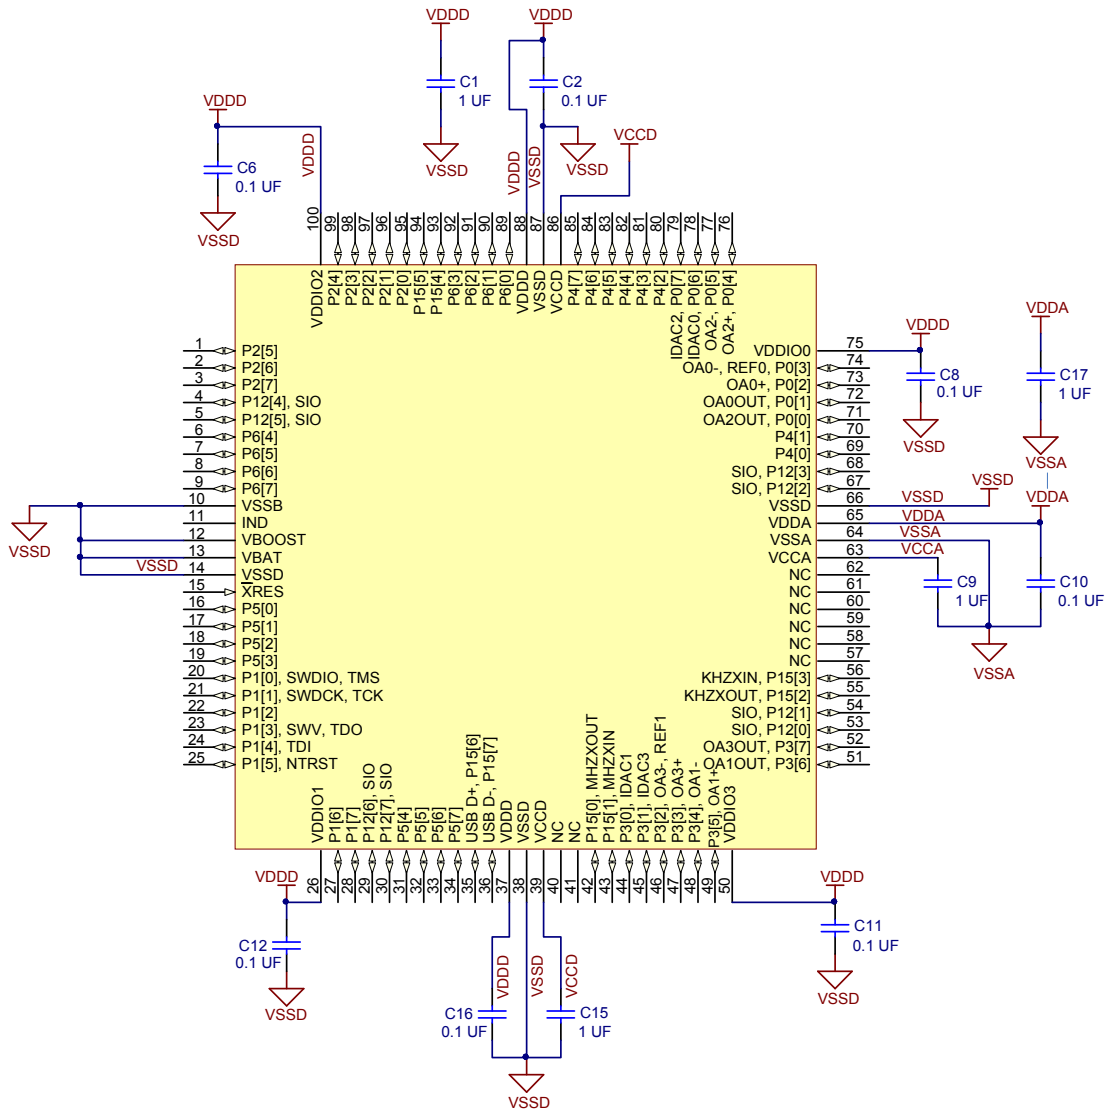 VDDD
VDDD
C1
1 UF
C2
0.1 UF
VDDD
VCCD
VDDD
VDDD
VSSD
C6
0.1 UF
VSSD
VSSD
VSSD
100
99
98
97
96
95
94
93
92
91
90
89
88
87
86
85
84
83
82
81
80
79
78
77
76
VDDIO2
P2[4]
P2[3]
P2[2]
P2[1]
P2[0]
P15[5]
P15[4]
P6[3]
P6[2]
P6[1]
P6[0]
VDDD
VSSD
VCCD
P4[7]
P4[6]
P4[5]
P4[4]
P4[3]
P4[2]
IDAC2, P0[7]
IDAC0, P0[6]
OA2-, P0[5]
OA2+, P0[4]
1 P2[5]
2 P2[6]
3 P2[7]
4 P12[4], SIO
5 P12[5], SIO
6 P6[4]
7 P6[5]
8 P6[6]
9 P6[7]
10 VSSB
11 IND
12 VBOOST
13 VBAT
VSSD 14 VSSD
15 XRES
16 P5[0]
17 P5[1]
18 P5[2]
19 P5[3]
20 P1[0], SWDIO, TMS
21 P1[1], SWDCK, TCK
22 P1[2]
23 P1[3], SWV, TDO
24 P1[4], TDI
25 P1[5], NTRST
VSSD
VDDIO0 75
OA0-, REF0, P0[3] 74
OA0+, P0[2] 73
OA0OUT, P0[1] 72
OA2OUT, P0[0] 71
P4[1] 70
P4[0] 69
SIO, P12[3] 68
SIO, P12[2] 67
VSSD 66 VSSD
VDDA 65 VDDA
VSSA 64 VSSA
VCCA 63 VCCA
NC 62
NC 61
NC 60
NC 59
NC 58
NC 57
KHZXIN, P15[3] 56
KHZXOUT, P15[2] 55
SIO, P12[1] 54
SIO, P12[0] 53
OA3OUT, P3[7] 52
OA1OUT, P3[6] 51
VDDD
C8
0.1 UF
VSSD
VDDA
C17
1 UF
VSSA
VSSD
VDDA
C9
1 UF
C10
0.1 UF
VSSA
VDDIO1
P1[6]
P1[7]
P12[6], SIO
P12[7], SIO
P5[4]
P5[5]
P5[6]
P5[7]
USB D+, P15[6]
USB D-, P15[7]
VDDD
VSSD
VCCD
NC
NC
P15[0], MHZXOUT
P15[1], MHZXIN
P3[0], IDAC1
P3[1], IDAC3
P3[2], OA3-, REF1
P3[3], OA3+
P3[4], OA1-
P3[5], OA1+
VDDIO3
26
27
28
29
30
31
32
33
34
35
36
37
38
39
40
41
42
43
44
45
46
47
48
49
50
VDDD
C12
0.1 UF
VSSD
VDDD
VSSD
VCCD
C16
0.1 UF
C15
1 UF
VSSD
VDDD
C11
0.1 UF
VSSD